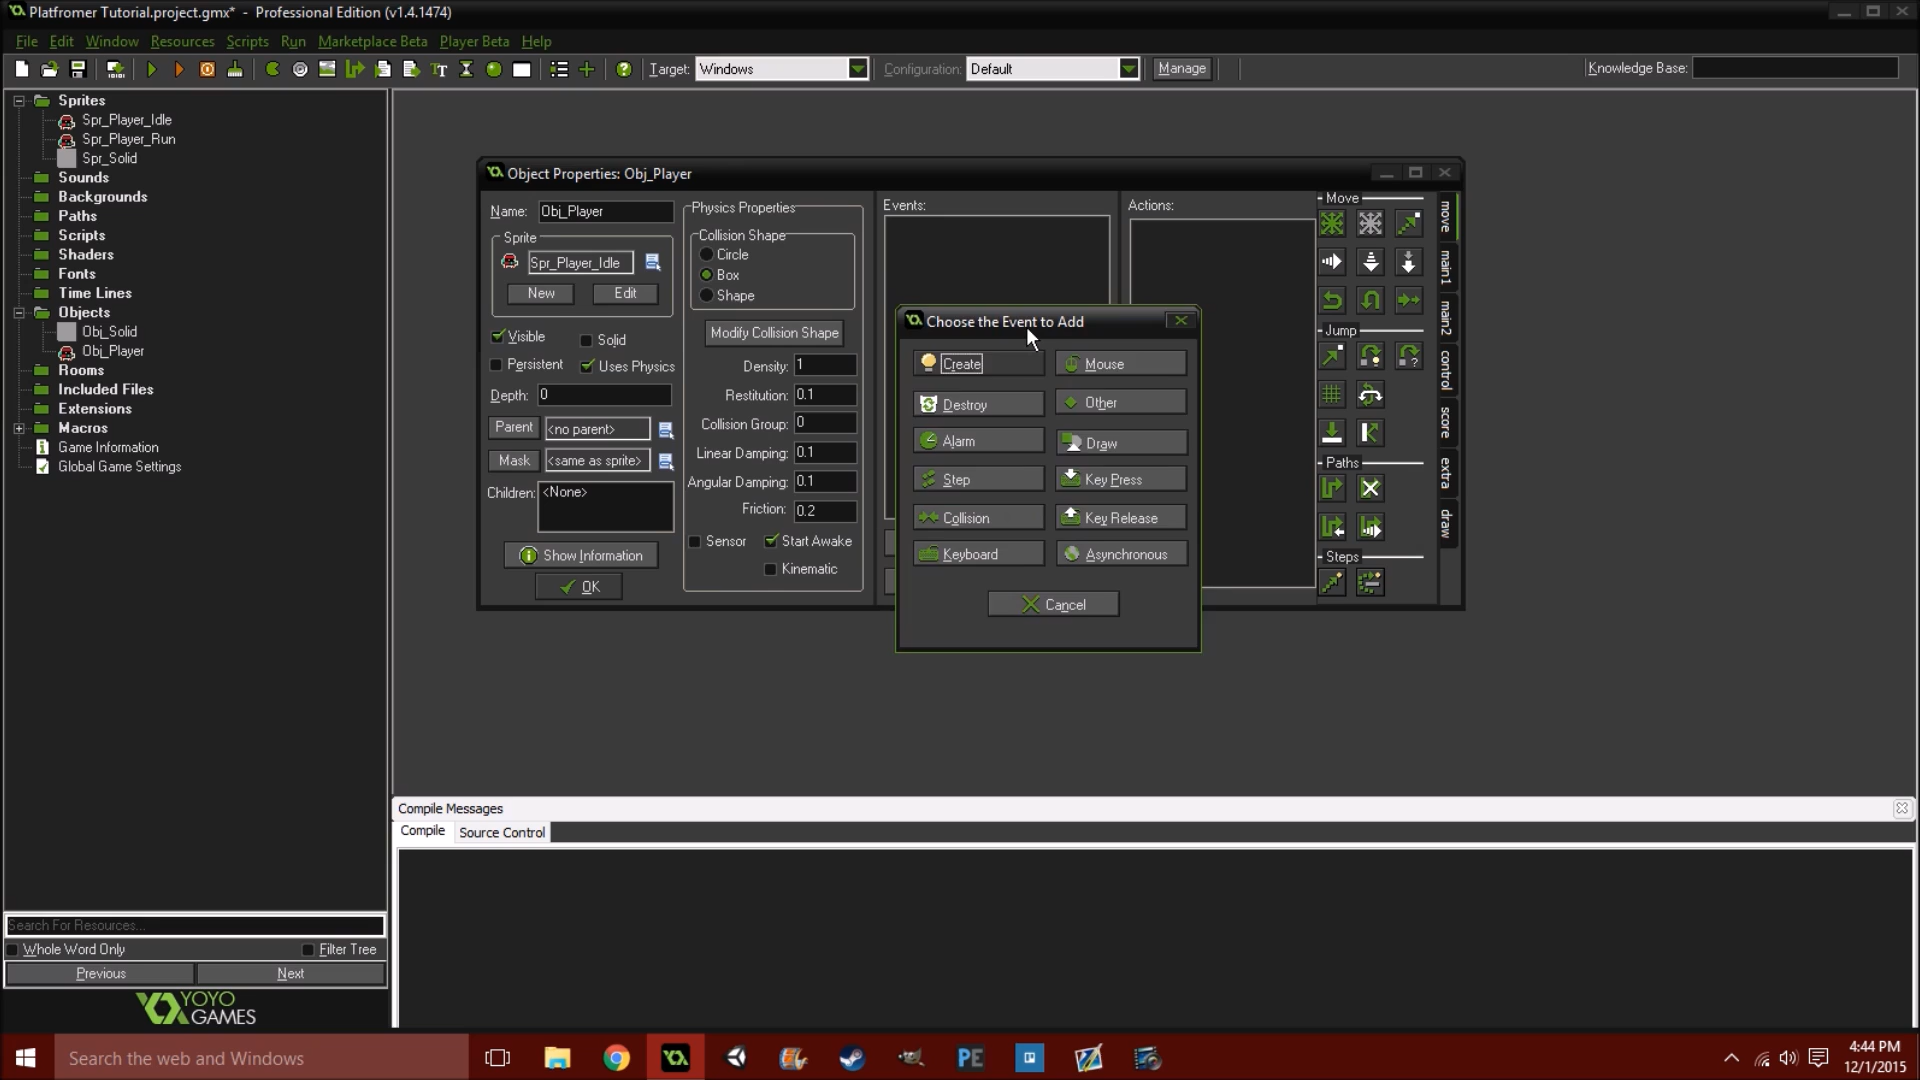 Platfromer Tutorial.project.gmx* - Professional Edition (v1.4.1474)
File Edit Window Resources Scripts Run Marketplace Beta Player Beta Help
Target: Windows Configuration: Default Manage Knowledge Base:
Sprites
Spr_Player_Idle
Spr_Player_Run
Spr_Solid
Sounds
Backgrounds
Paths
Scripts
Shaders
Fonts
Time Lines
Objects
Obj_Solid
Obj_Player
Rooms
Included Files
Extensions
Macros
Game Information
Global Game Settings
Search For Resources...
Whole Word Only Filter Tree
Previous Next
YOYO
GAMES
Object Properties: Obj_Player
Name: Obj_Player
Sprite
Spr_Player_Idle
New Edit
Visible Solid
Persistent Uses Physics
Depth: 0
Parent <no parent>
Mask <same as sprite>
Children: <None>
Show Information
OK
Physics Properties
Collision Shape
Circle
Box
Shape
Modify Collision Shape
Density: 1
Restitution: 0.1
Collision Group: 0
Linear Damping: 0.1
Angular Damping: 0.1
Friction: 0.2
Sensor Start Awake
Kinematic
Events:
Actions:
Choose the Event to Add
Create Mouse
Destroy Other
Alarm Draw
Step Key Press
Collision Key Release
Keyboard Asynchronous
Cancel
Move
Jump
Paths
Steps
move
main1
main2
control
score
extra
draw
Compile Messages
Compile Source Control
Search the web and Windows
PE
4:44 PM
12/1/2015